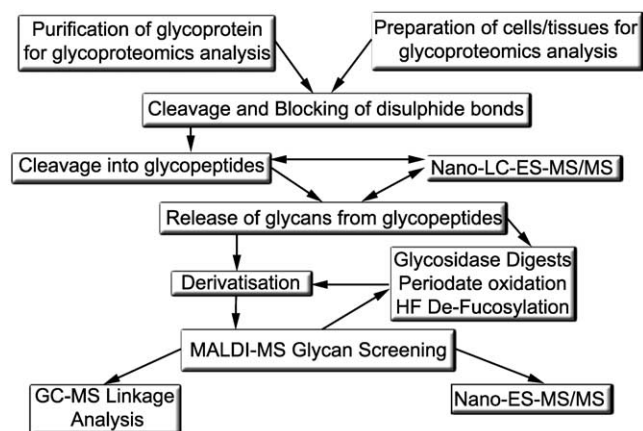 Purification of glycoprotein
for glycoproteomics analysis
Preparation of cells/tissues for
glycoproteomics analysis
Cleavage and Blocking of disulphide bonds
Cleavage into glycopeptides
Nano-LC-ES-MS/MS
Release of glycans from glycopeptides
Glycosidase Digests
Periodate oxidation
HF De-Fucosylation
Derivatisation
MALDI-MS Glycan Screening
GC-MS Linkage
Analysis
Nano-ES-MS/MS